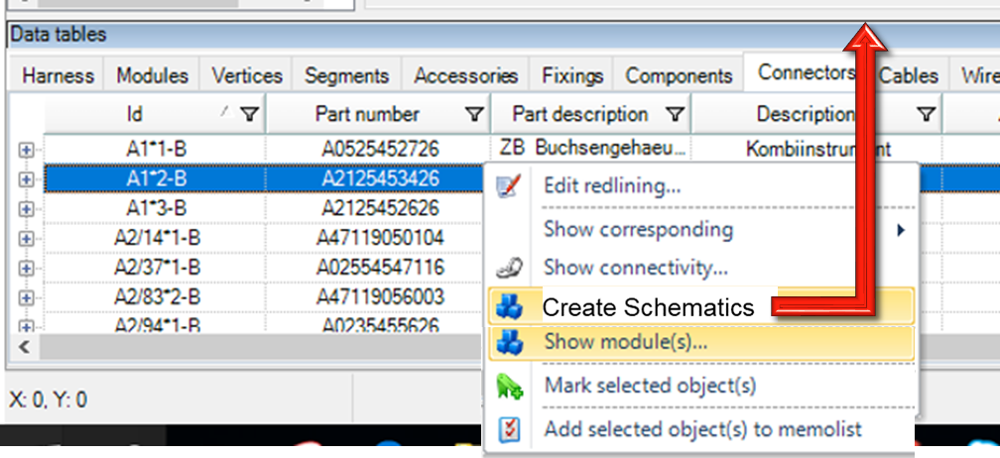 Data tables
Harness Modules Vertices Segments Accessories Fixings Components Connectors Cables Wire
Id Part number Part description Description
A1*1-B A0525452726 ZB Buchsengehaeu... Kombiinstrument
A1*2-B A2125453426
A1*3-B A2125452626
A2/14*1-B A47119050104
A2/37*1-B A02554547116
A2/83*2-B A47119056003
A2/94*1-B A0235455626
Edit redlining...
Show corresponding
Show connectivity...
Create Schematics
Show module(s)...
Mark selected object(s)
Add selected object(s) to memolist
X: 0, Y: 0